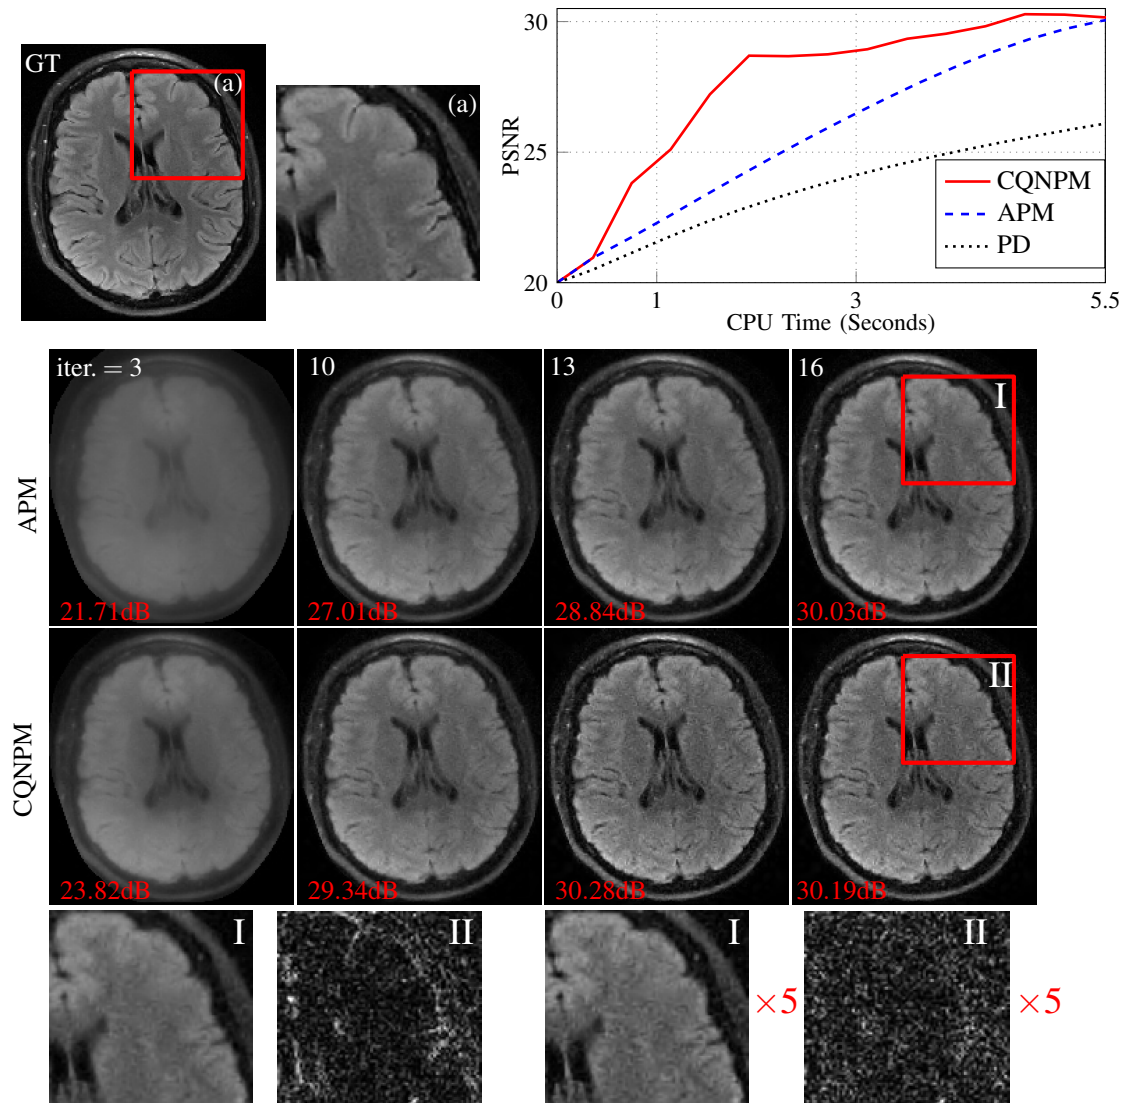 GT
(a)
(a)
PSNR
30
25
20
0
1
3
5.5
CPU Time (Seconds)
CQNPM
APM
PD
APM
iter. = 3
10
13
16
I
21.71dB
27.01dB
28.84dB
30.03dB
CQNPM
II
23.82dB
29.34dB
30.28dB
30.19dB
I
II
I
×5
II
×5